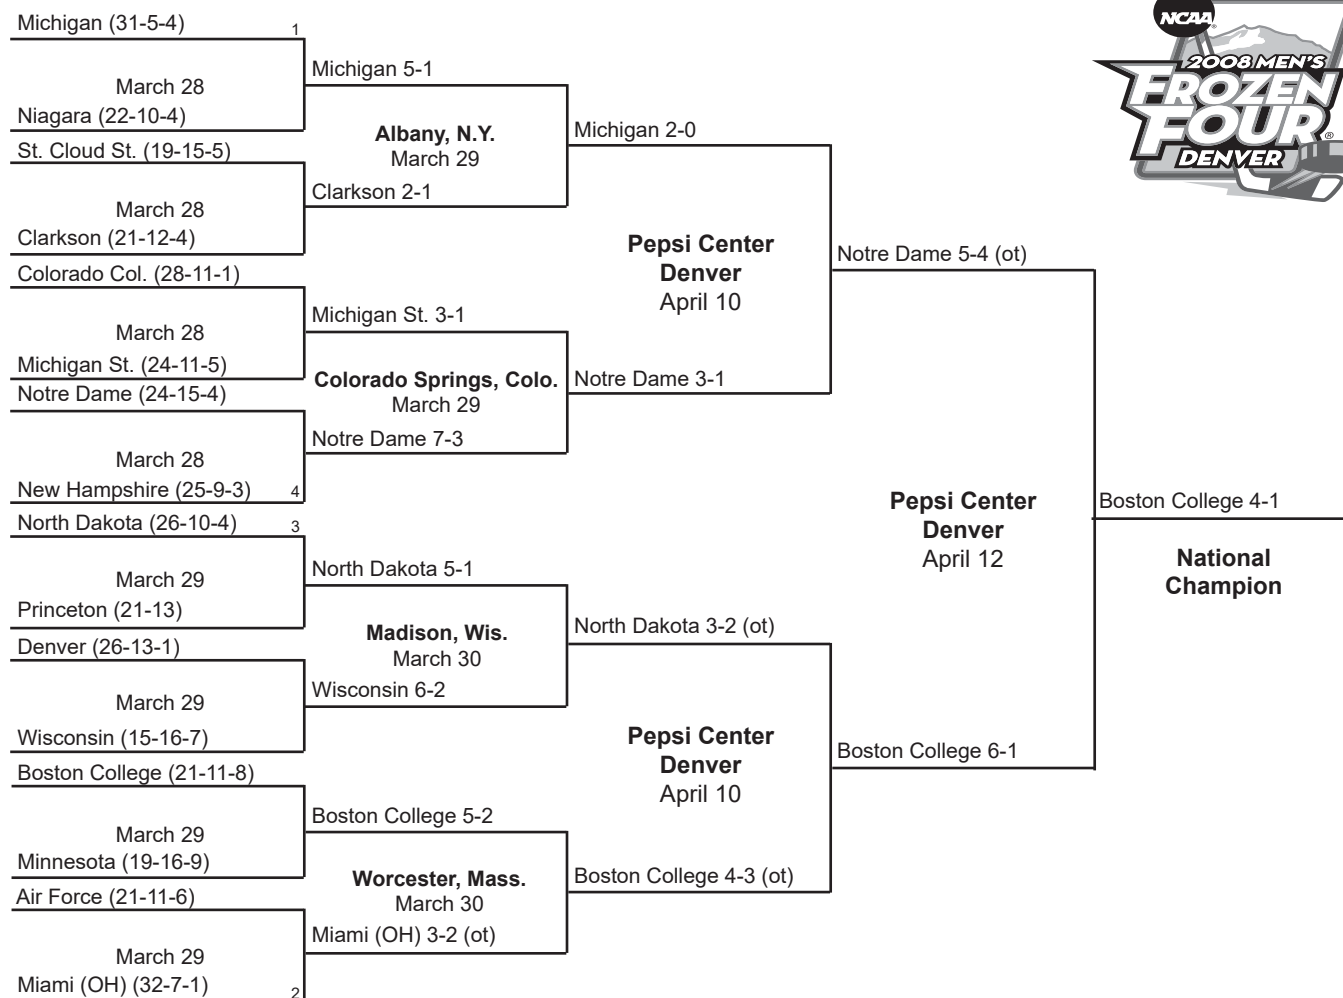 Michigan (31-5-4)
1
March 28
Niagara (22-10-4)
St. Cloud St. (19-15-5)
March 28
Clarkson (21-12-4)
Colorado Col. (28-11-1)
March 28
Michigan St. (24-11-5)
Notre Dame (24-15-4)
March 28
New Hampshire (25-9-3)
4
North Dakota (26-10-4)
3
March 29
Princeton (21-13)
Denver (26-13-1)
March 29
Wisconsin (15-16-7)
Boston College (21-11-8)
March 29
Minnesota (19-16-9)
Air Force (21-11-6)
March 29
Miami (OH) (32-7-1)
2
Michigan 5-1
Albany, N.Y.
March 29
Clarkson 2-1
Michigan St. 3-1
Colorado Springs, Colo.
March 29
Notre Dame 7-3
North Dakota 5-1
Madison, Wis.
March 30
Wisconsin 6-2
Boston College 5-2
Worcester, Mass.
March 30
Miami (OH) 3-2 (ot)
Michigan 2-0
Pepsi Center
Denver
April 10
Notre Dame 3-1
North Dakota 3-2 (ot)
Pepsi Center
Denver
April 10
Boston College 4-3 (ot)
Notre Dame 5-4 (ot)
Pepsi Center
Denver
April 12
Boston College 6-1
Boston College 4-1
National
Champion
NCAA®
2008 MEN'S
FROZEN
FOUR®
DENVER